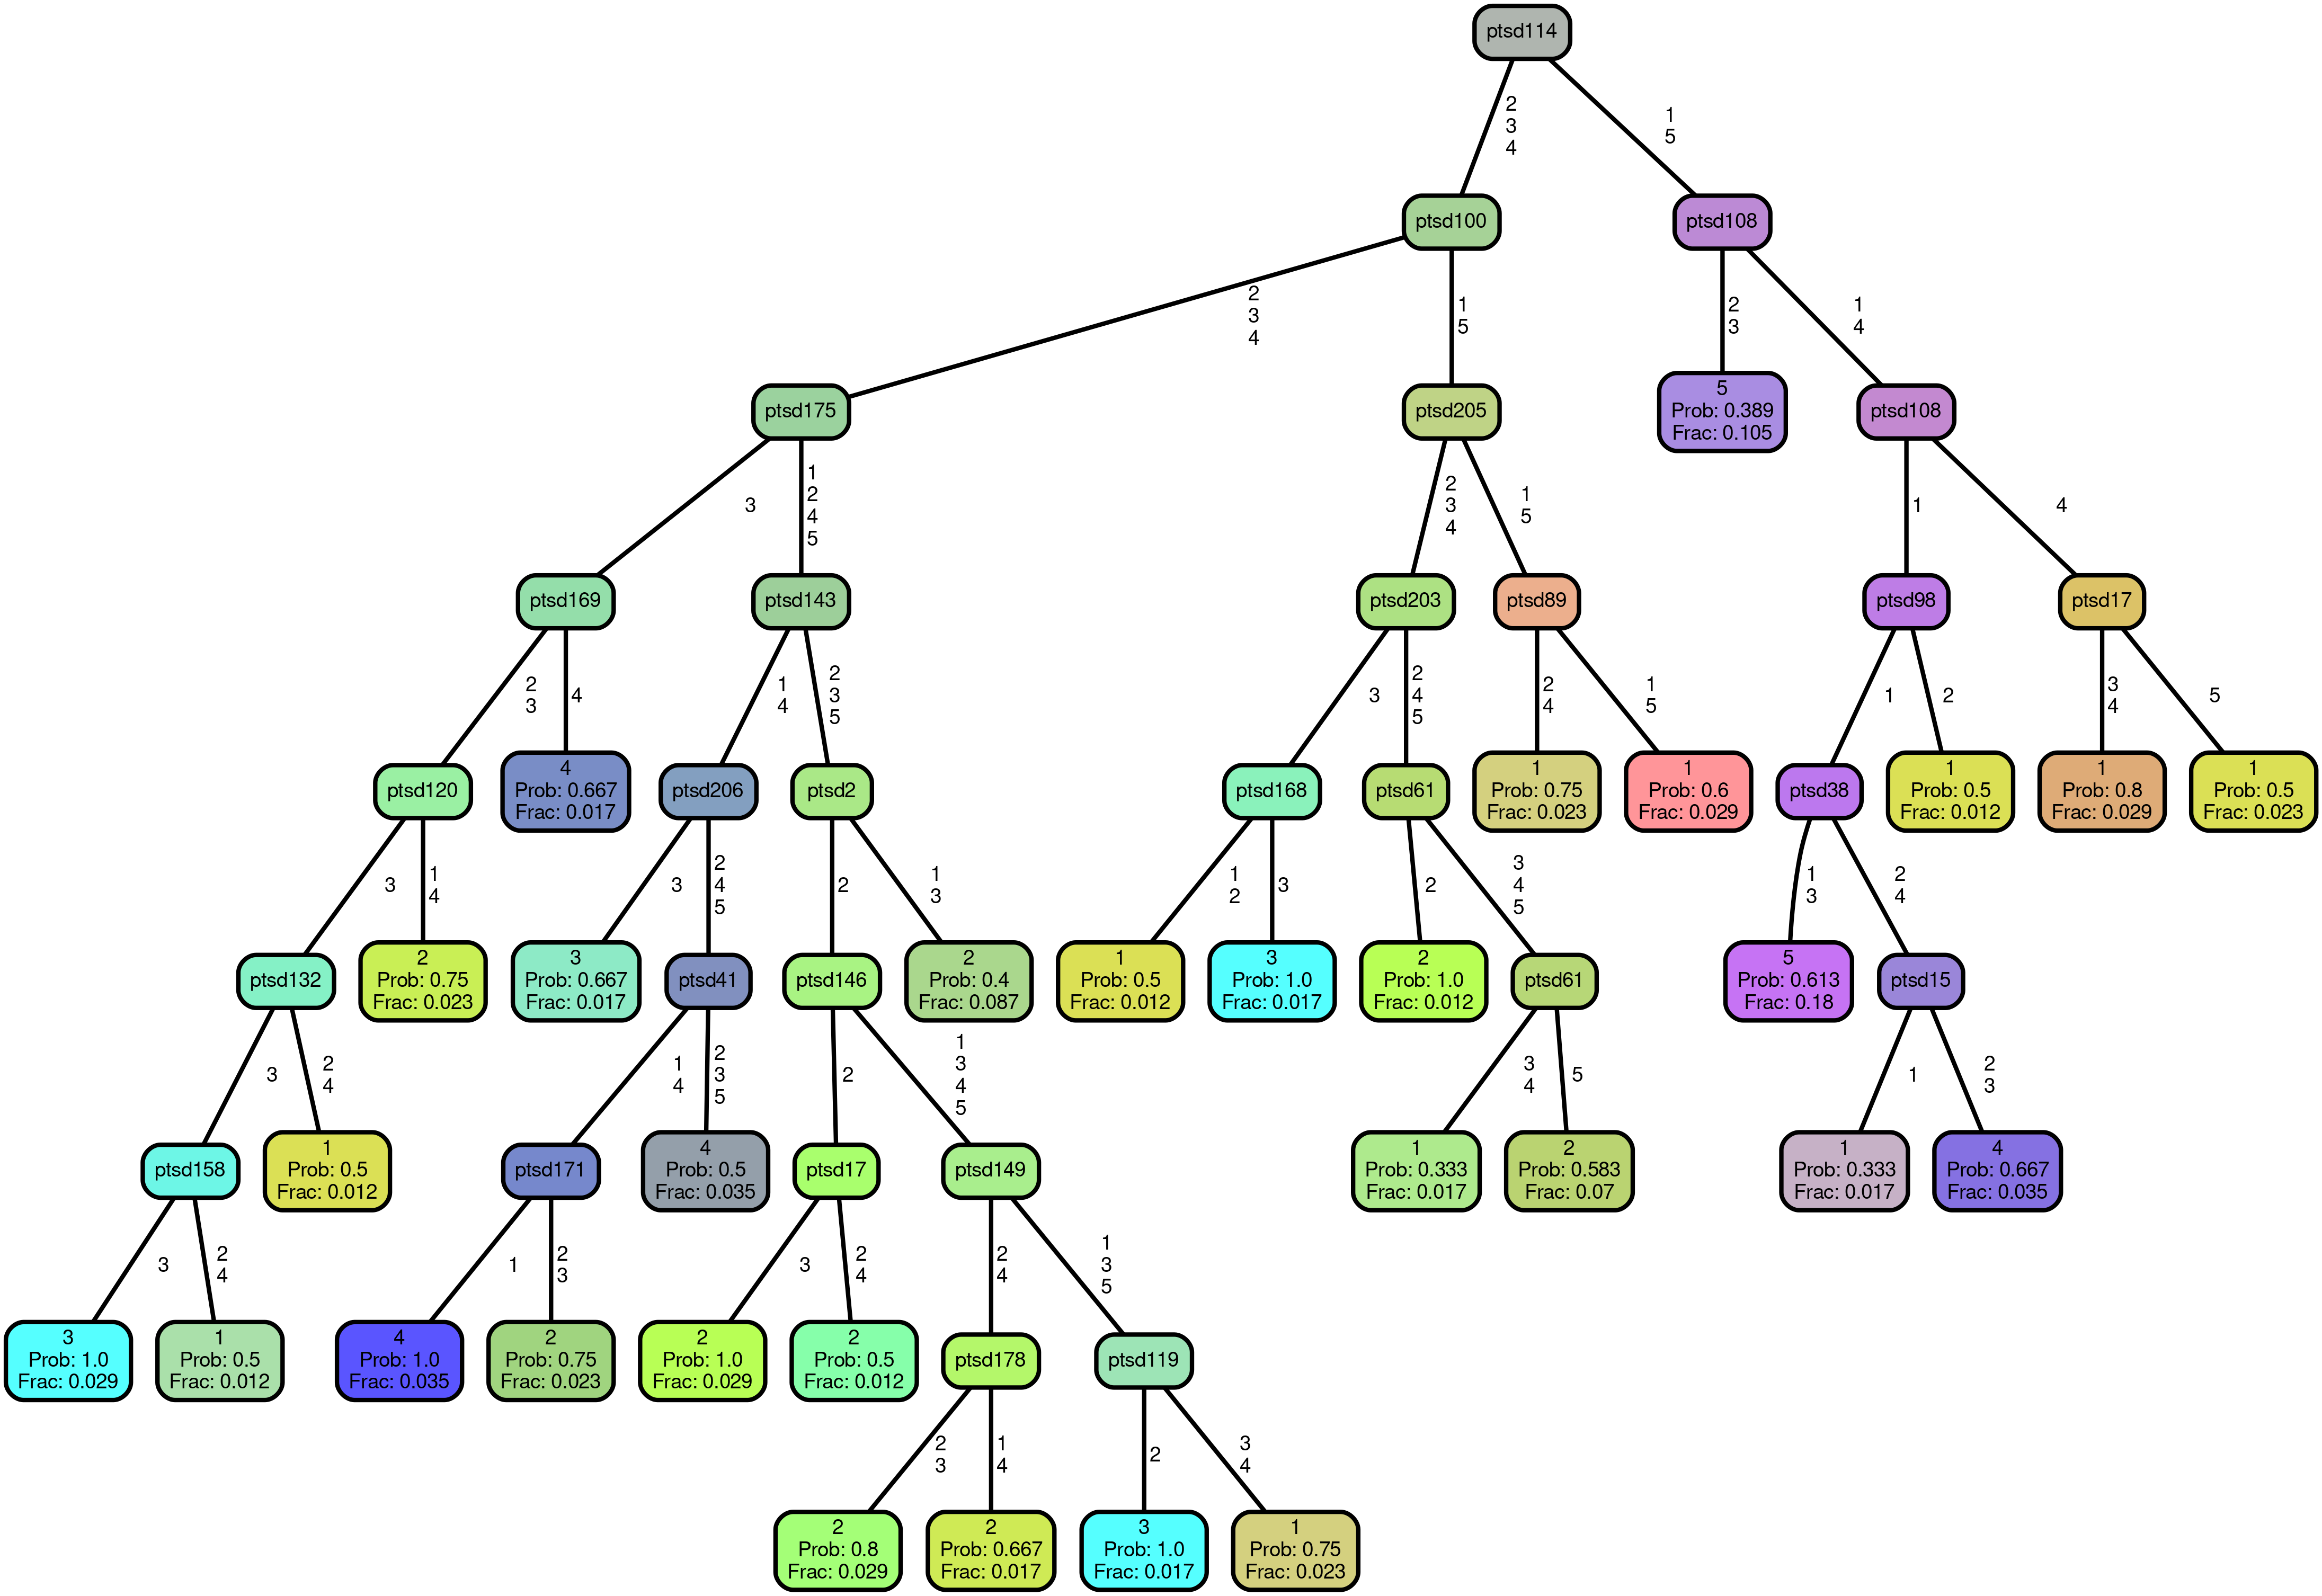 ptsd114
2
3
4
1
5
ptsd100
ptsd108
2
3
4
1
5
2
3
1
4
ptsd175
ptsd205
5
Prob: 0.389
Frac: 0.105
ptsd108
3
1
2
4
5
2
3
4
1
5
1
4
ptsd169
ptsd143
ptsd203
ptsd89
ptsd98
ptsd17
2
3
4
1
4
2
3
5
3
2
4
5
2
4
1
5
1
2
3
4
5
ptsd120
4
Prob: 0.667
Frac: 0.017
ptsd206
ptsd2
ptsd168
ptsd61
1
Prob: 0.75
Frac: 0.023
1
Prob: 0.6
Frac: 0.029
ptsd38
1
Prob: 0.5
Frac: 0.012
1
Prob: 0.8
Frac: 0.029
1
Prob: 0.5
Frac: 0.023
3
1
4
3
2
4
5
2
1
3
1
2
3
2
3
4
5
1
3
2
4
ptsd132
2
Prob: 0.75
Frac: 0.023
3
Prob: 0.667
Frac: 0.017
ptsd41
ptsd146
2
Prob: 0.4
Frac: 0.087
1
Prob: 0.5
Frac: 0.012
3
Prob: 1.0
Frac: 0.017
2
Prob: 1.0
Frac: 0.012
ptsd61
5
Prob: 0.613
Frac: 0.18
ptsd15
3
2
4
1
4
2
3
5
2
1
3
4
5
3
4
5
1
2
3
ptsd158
1
Prob: 0.5
Frac: 0.012
ptsd171
4
Prob: 0.5
Frac: 0.035
ptsd17
ptsd149
1
Prob: 0.333
Frac: 0.017
2
Prob: 0.583
Frac: 0.07
1
Prob: 0.333
Frac: 0.017
4
Prob: 0.667
Frac: 0.035
3
2
4
1
2
3
3
2
4
2
4
1
3
5
3
Prob: 1.0
Frac: 0.029
1
Prob: 0.5
Frac: 0.012
4
Prob: 1.0
Frac: 0.035
2
Prob: 0.75
Frac: 0.023
2
Prob: 1.0
Frac: 0.029
2
Prob: 0.5
Frac: 0.012
ptsd178
ptsd119
2
3
1
4
2
3
4
2
Prob: 0.8
Frac: 0.029
2
Prob: 0.667
Frac: 0.017
3
Prob: 1.0
Frac: 0.017
1
Prob: 0.75
Frac: 0.023